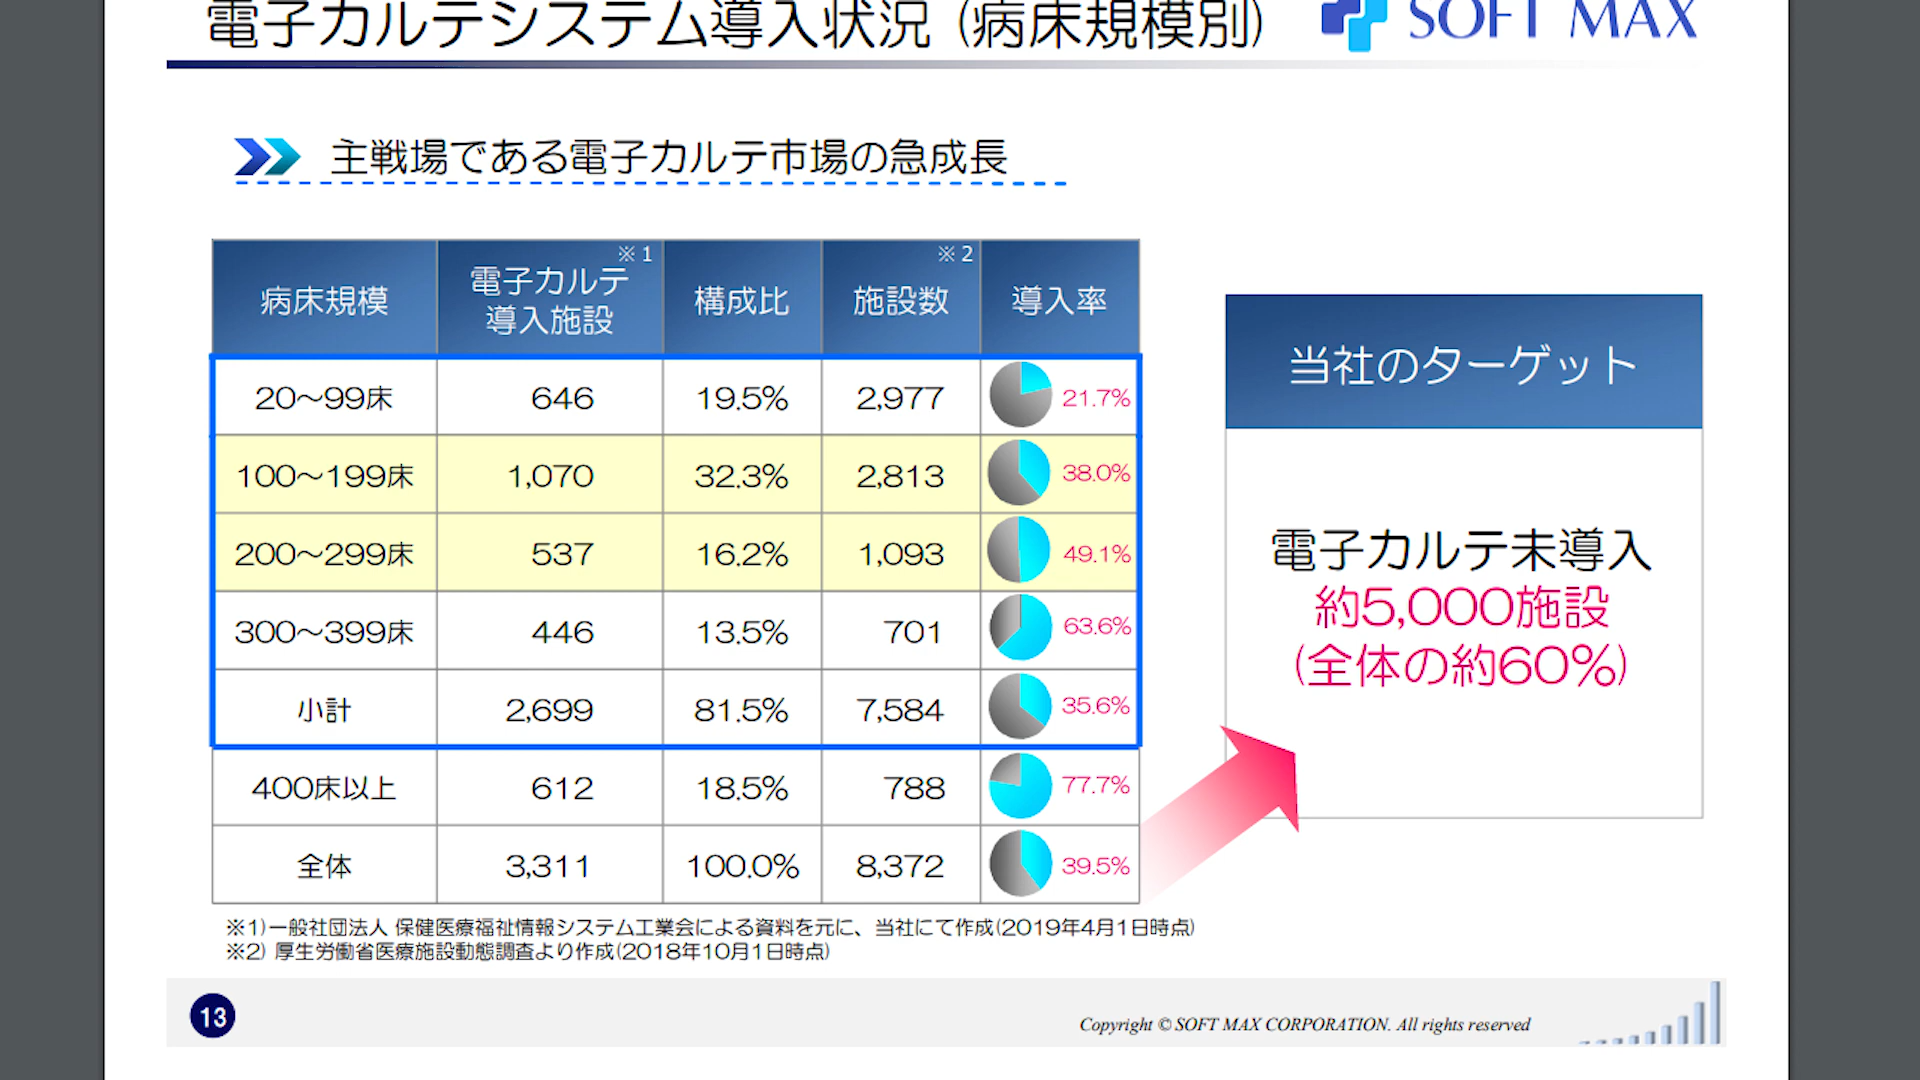 電子カルテシステム導入状況 (病床規模別)
SOFT MAX
主戦場である電子カルテ市場の急成長
病床規模 電子カルテ導入施設 ※1 構成比 施設数 ※2 導入率
20～99床 646 19.5% 2,977 21.7%
100～199床 1,070 32.3% 2,813 38.0%
200～299床 537 16.2% 1,093 49.1%
300～399床 446 13.5% 701 63.6%
小計 2,699 81.5% 7,584 35.6%
400床以上 612 18.5% 788 77.7%
全体 3,311 100.0% 8,372 39.5%
当社のターゲット
電子カルテ未導入
約5,000施設
(全体の約60%)
※1)一般社団法人 保健医療福祉情報システム工業会による資料を元に、当社にて作成(2019年4月1日時点)
※2) 厚生労働省医療施設動態調査より作成(2018年10月1日時点)
13
Copyright © SOFT MAX CORPORATION. All rights reserved